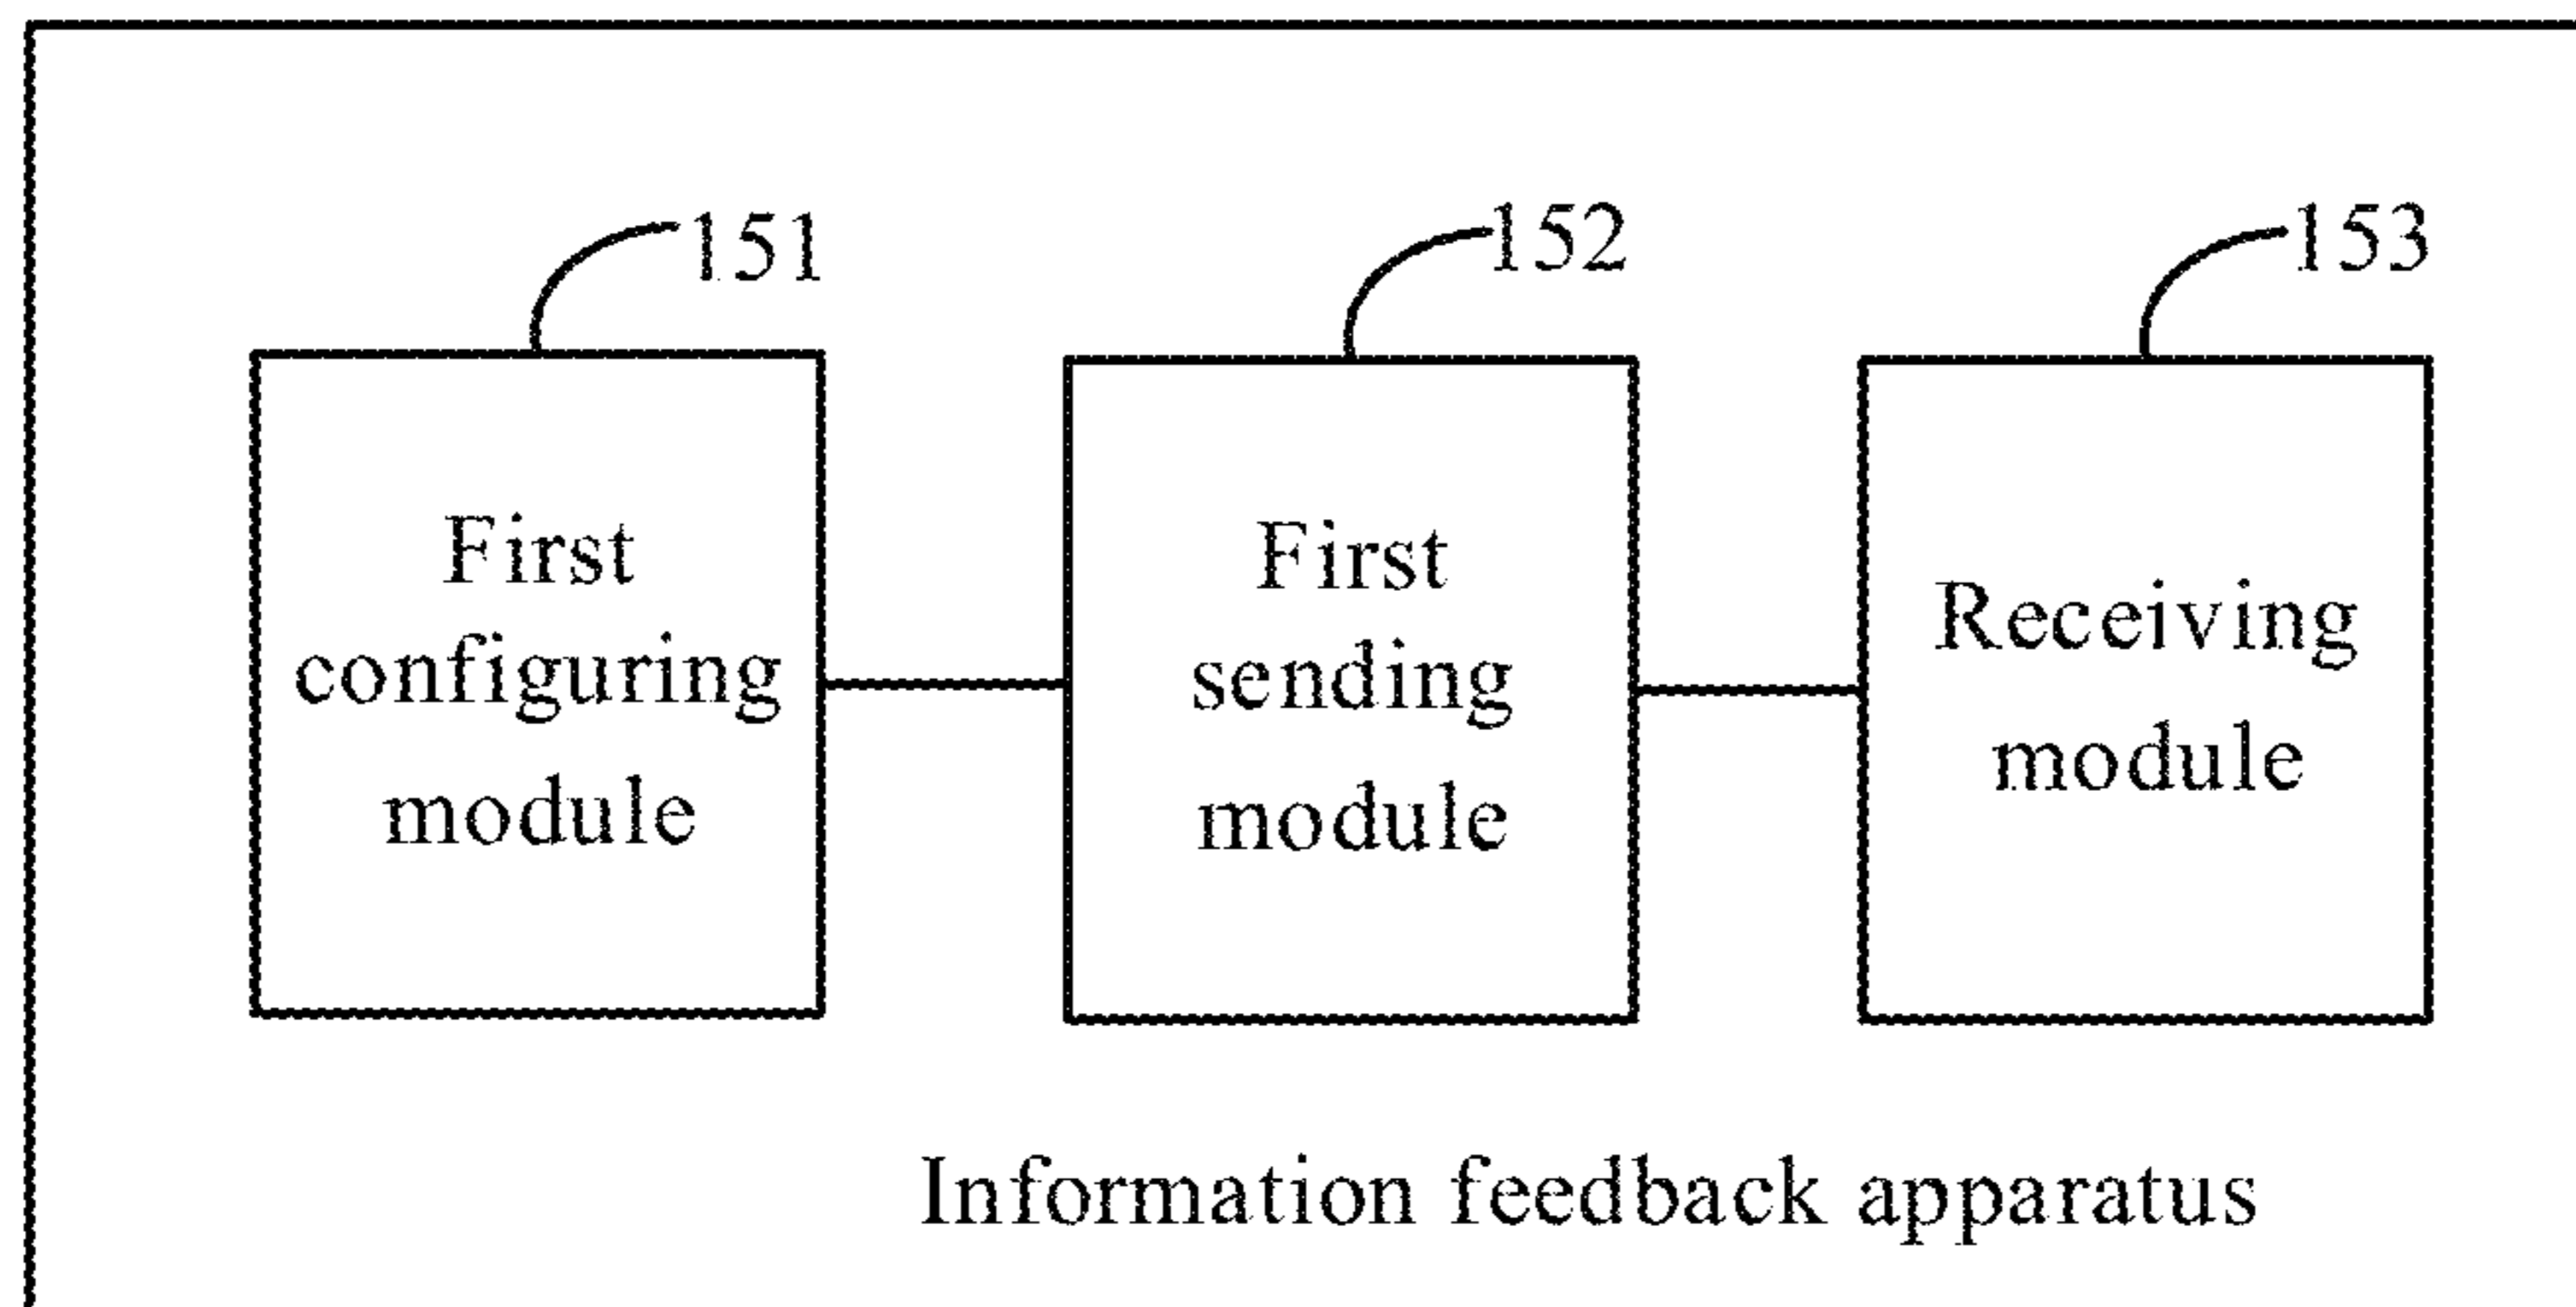 151
152
153
First
configuring
module
First
sending
module
Receiving
module
Information feedback apparatus